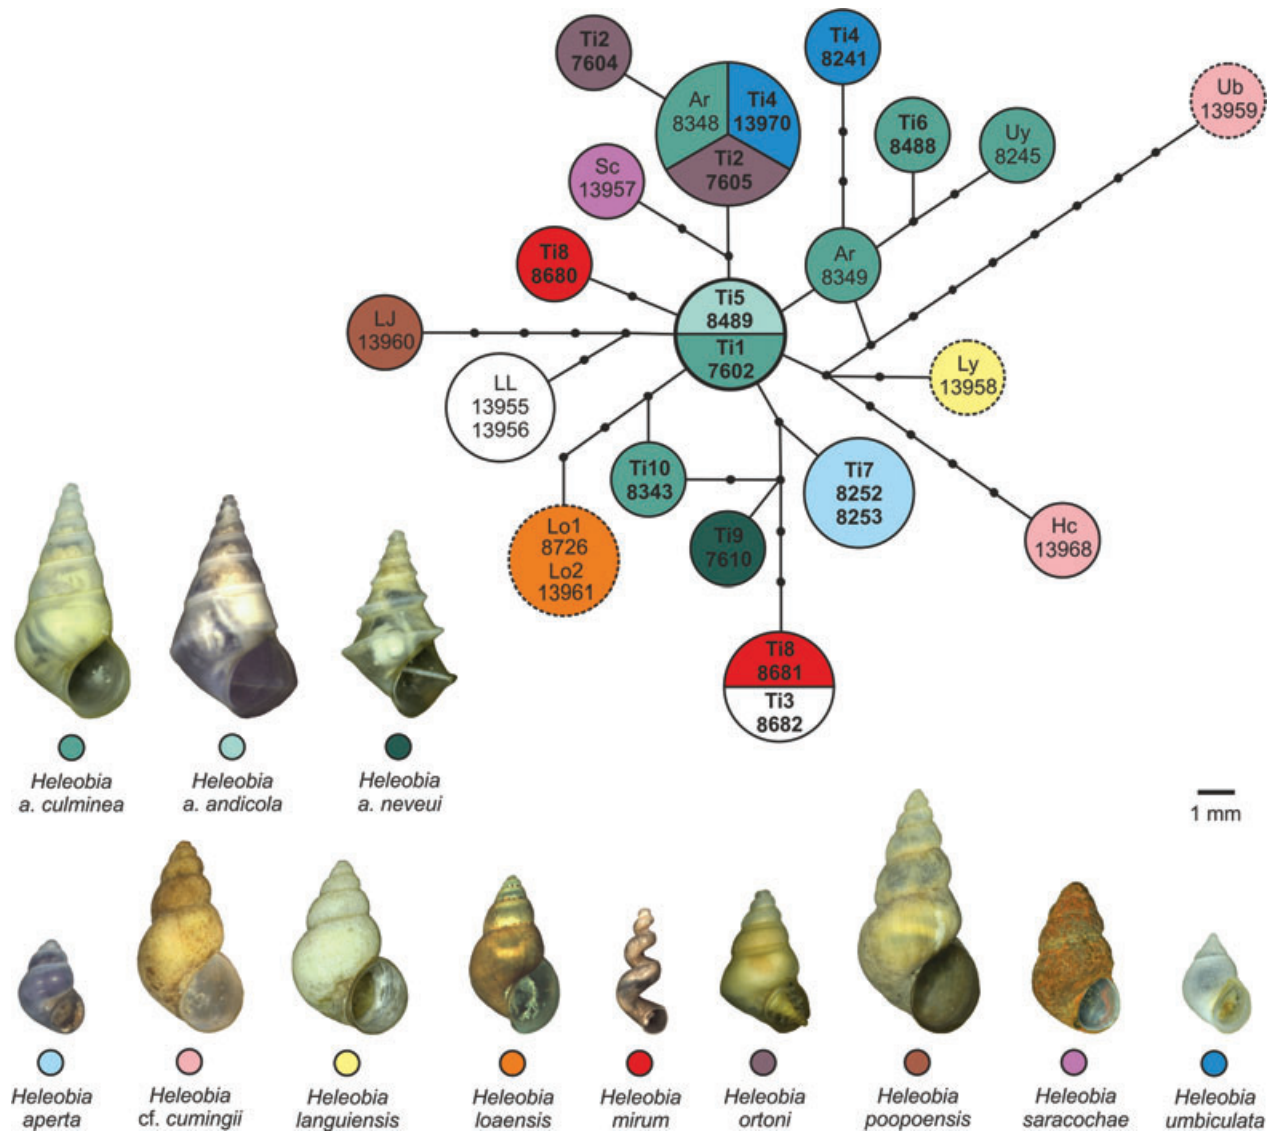 Ti2
7604
Ar
8348
Ti4
13970
Ti2
7605
Ti4
8241
Ub
13959
Ti6
8488
Uy
8245
Sc
13957
Ti8
8680
Ar
8349
Ti5
8489
Ti1
7602
LJ
13960
LL
13955
13956
Ly
13958
Ti10
8343
Ti7
8252
8253
Lo1
8726
Lo2
13961
Ti9
7610
Hc
13968
Ti8
8681
Ti3
8682
Heleobia
a. culminea
Heleobia
a. andicola
Heleobia
a. neveui
1 mm
Heleobia
aperta
Heleobia
cf. cumingii
Heleobia
languiensis
Heleobia
loaensis
Heleobia
mirum
Heleobia
ortoni
Heleobia
poopoensis
Heleobia
saracochae
Heleobia
umbiculata